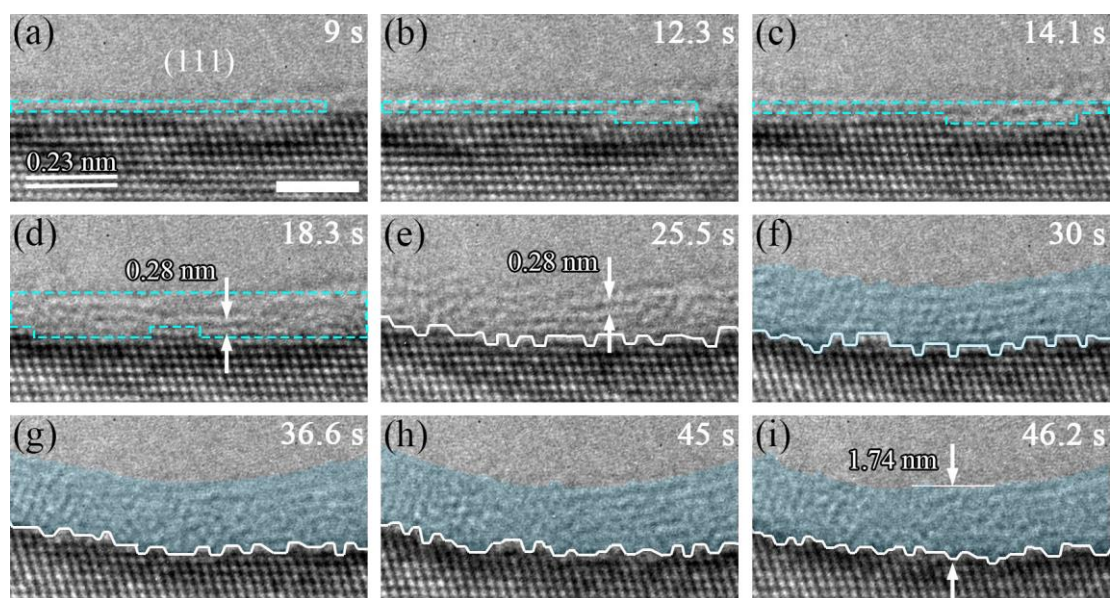 (a) 9 s
(111)
0.23 nm
(b) 12.3 s
(c) 14.1 s
(d) 18.3 s
0.28 nm
(e) 25.5 s
0.28 nm
(f) 30 s
(g) 36.6 s
(h) 45 s
(i) 46.2 s
1.74 nm